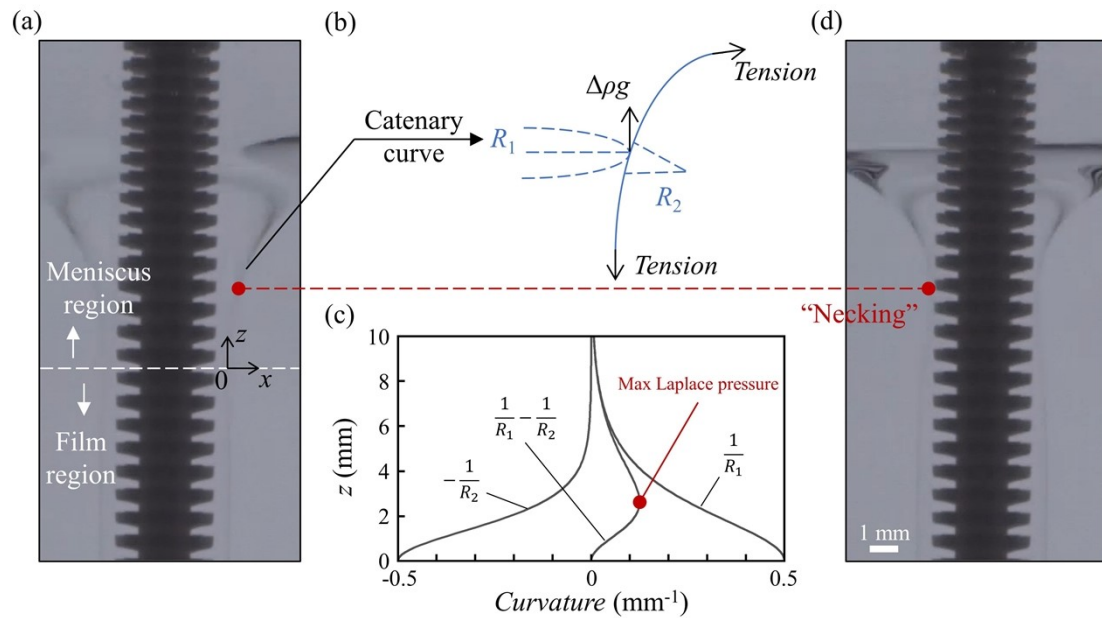 (a)
Meniscus
region
z
0
x
Film
region
(b)
Catenary
curve
R₁
Δρg
Tension
R₂
Tension
(c)
10
8
6
4
2
0
z (mm)
-0.5
0
0.5
Curvature (mm⁻¹)
-1/R₂
1/R₁ - 1/R₂
1/R₁
Max Laplace pressure
(d)
“Necking”
1 mm